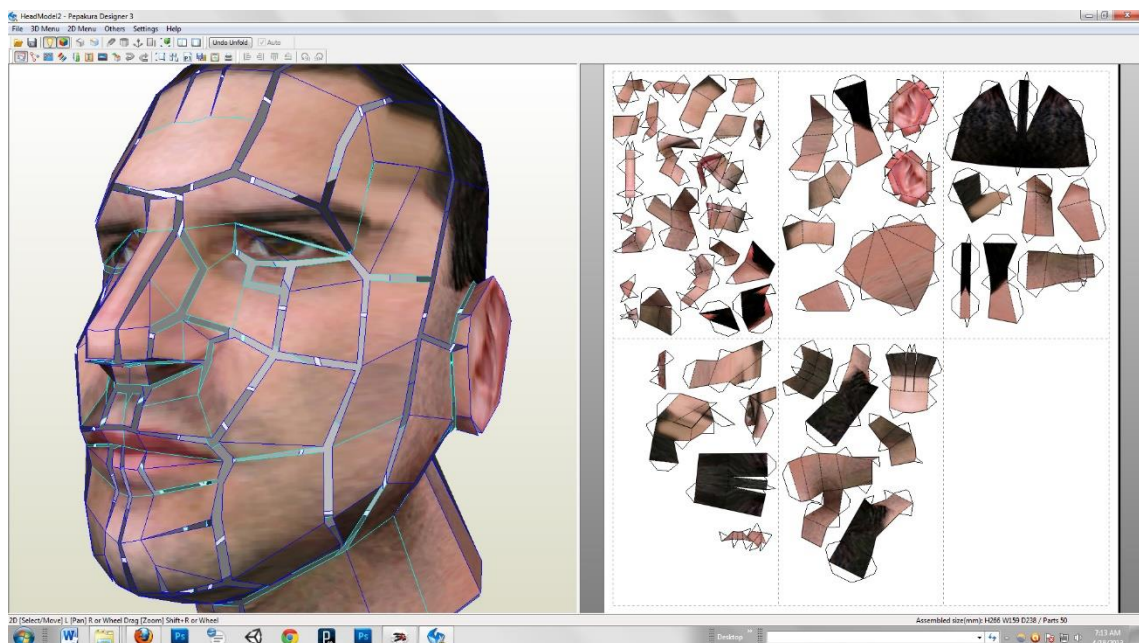 HeadModel2 - Pepakura Designer 3
File 3D Menu 2D Menu Others Settings Help
Undo Unfold Auto
2D [Select/Move] L [Pan] R or Wheel Drag [Zoom] Shift+R or Wheel Assembled size(mm): H266 W159 D238 / Parts 50
Desktop
7:13 AM